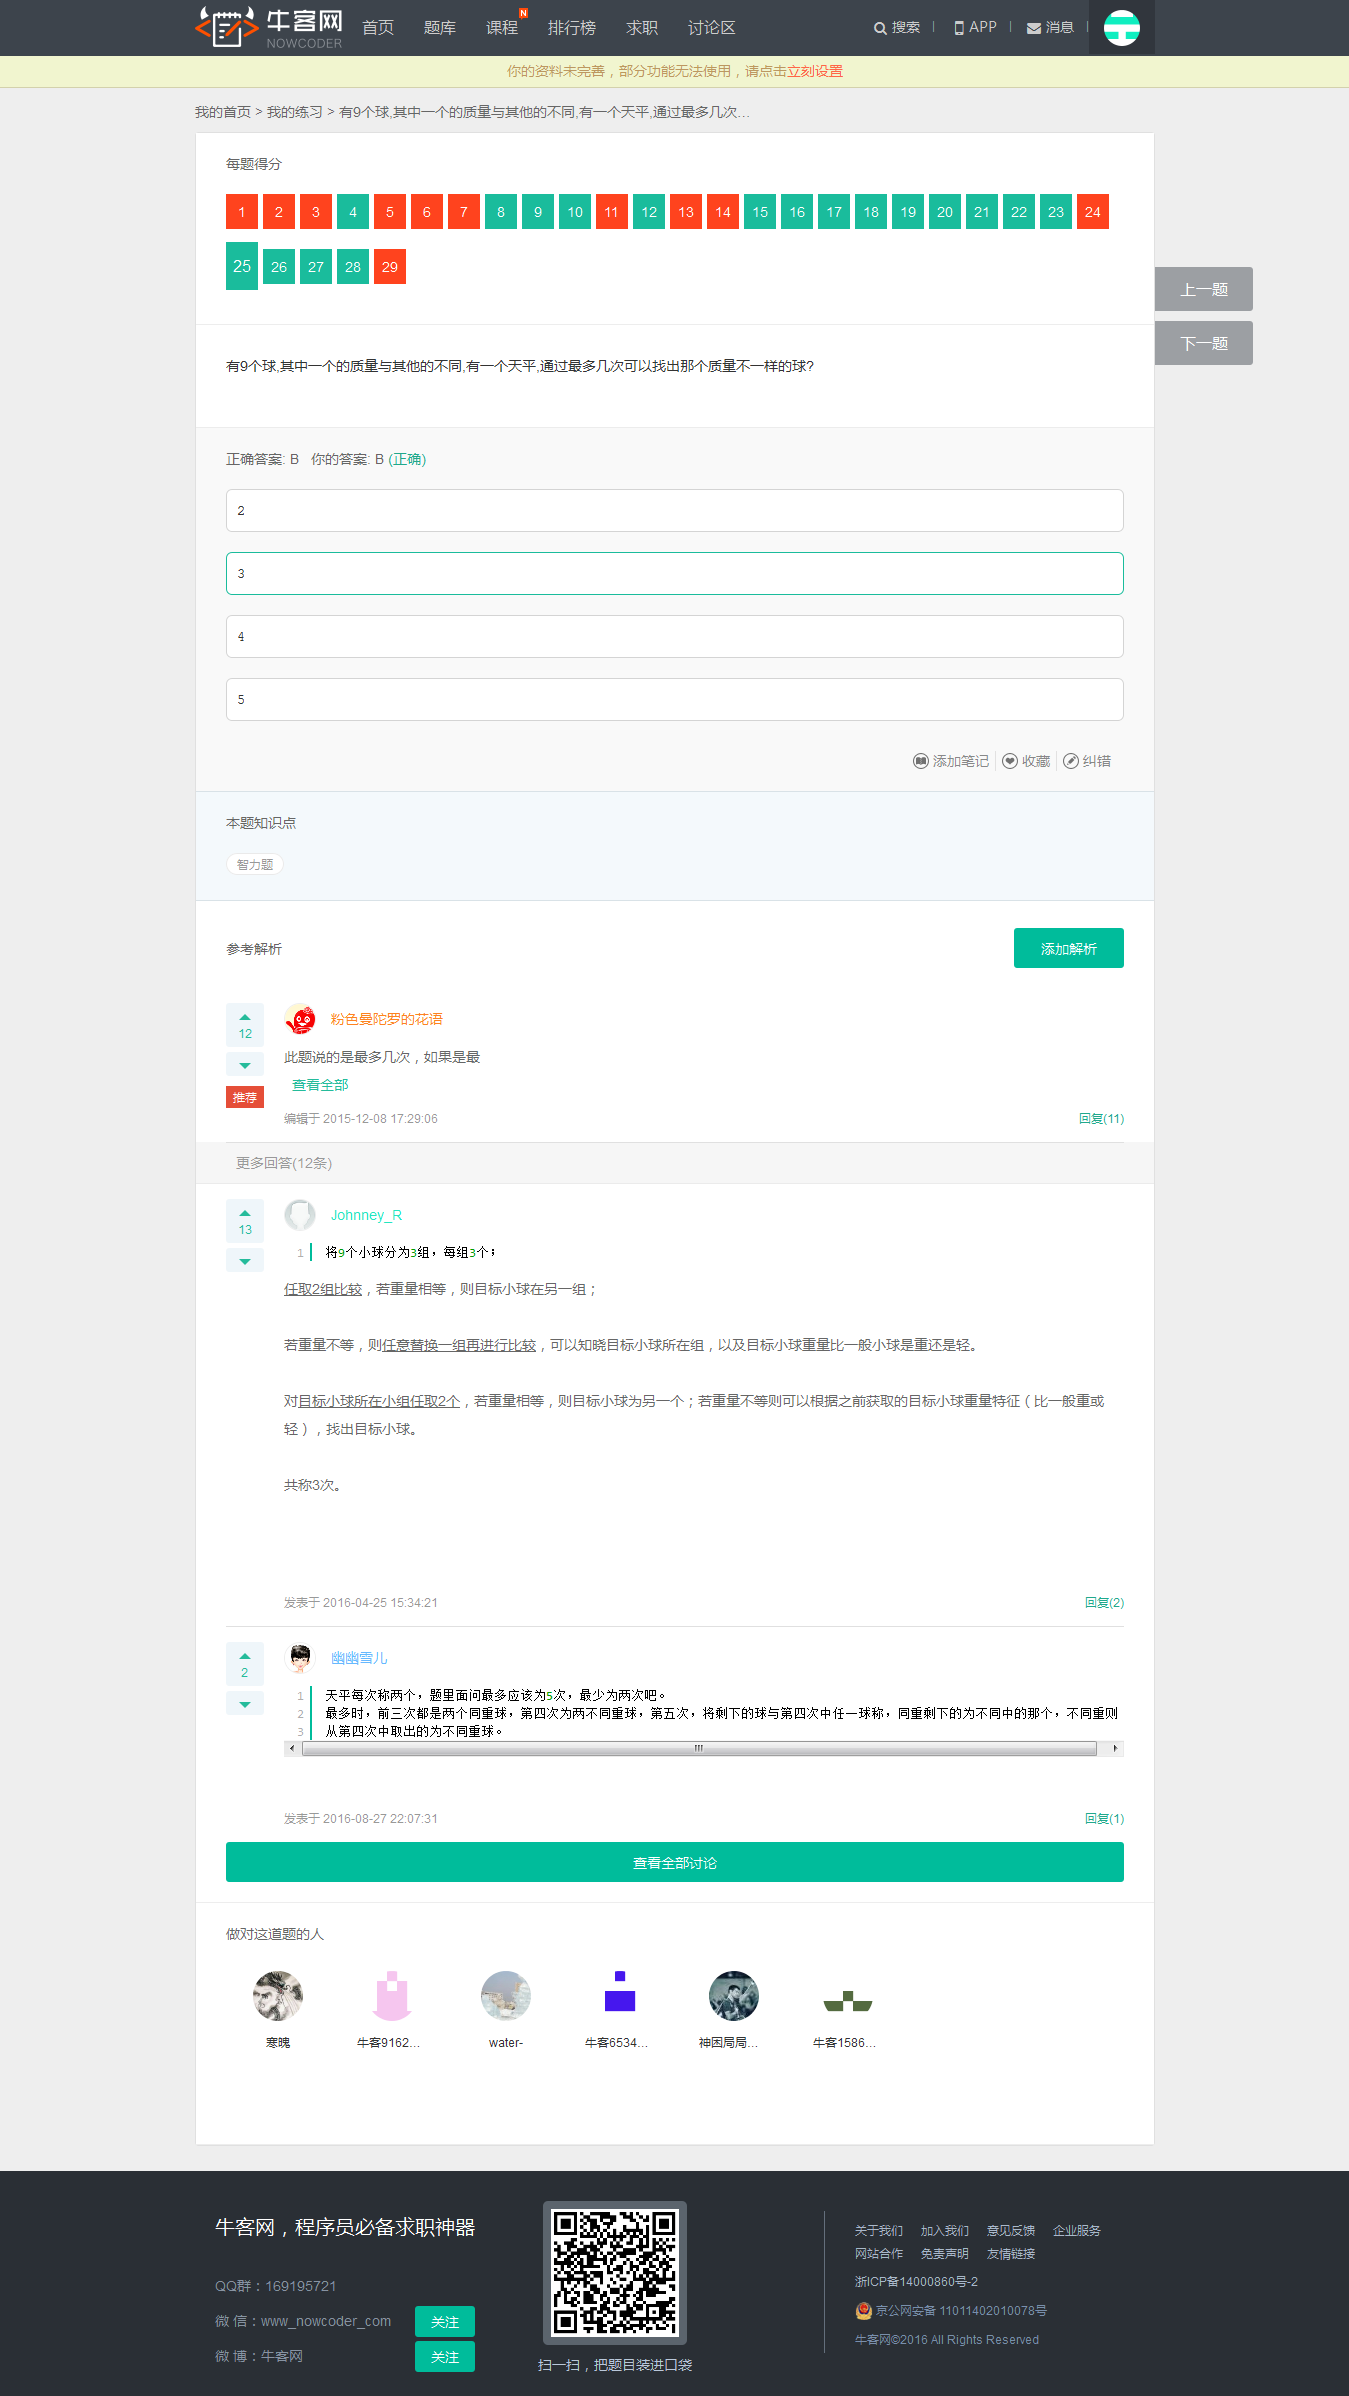 牛客网
NOWCODER
首页 题库 课程 N 排行榜 求职 讨论区 搜索 APP 消息
你的资料未完善，部分功能无法使用，请点击立刻设置
我的首页 > 我的练习 > 有9个球,其中一个的质量与其他的不同,有一个天平,通过最多几次...
每题得分
1 2 3 4 5 6 7 8 9 10 11 12 13 14 15 16 17 18 19 20 21 22 23 24
25 26 27 28 29
上一题
下一题
有9个球,其中一个的质量与其他的不同,有一个天平,通过最多几次可以找出那个质量不一样的球?
正确答案: B 你的答案: B (正确)
2
3
4
5
添加笔记 收藏 纠错
本题知识点
智力题
参考解析 添加解析
12
粉色曼陀罗的花语
此题说的是最多几次，如果是最
查看全部
推荐
编辑于 2015-12-08 17:29:06 回复(11)
更多回答(12条)
13
Johnney_R
1 将9个小球分为3组，每组3个；
任取2组比较，若重量相等，则目标小球在另一组；
若重量不等，则任意替换一组再进行比较，可以知晓目标小球所在组，以及目标小球重量比一般小球是重还是轻。
对目标小球所在小组任取2个，若重量相等，则目标小球为另一个；若重量不等则可以根据之前获取的目标小球重量特征（比一般重或
轻），找出目标小球。
共称3次。
发表于 2016-04-25 15:34:21 回复(2)
2
幽幽雪儿
1 天平每次称两个，题里面问最多应该为5次，最少为两次吧。
2 最多时，前三次都是两个同重球，第四次为两不同重球，第五次，将剩下的球与第四次中任一球称，同重剩下的为不同中的那个，不同重则
3 从第四次中取出的为不同重球。
发表于 2016-08-27 22:07:31 回复(1)
查看全部讨论
做对这道题的人
寒魄 牛客9162... water- 牛客6534... 神困局局... 牛客1586...
牛客网，程序员必备求职神器
QQ群：169195721
微 信：www_nowcoder_com 关注
微 博：牛客网 关注
扫一扫，把题目装进口袋
关于我们 加入我们 意见反馈 企业服务
网站合作 免责声明 友情链接
浙ICP备14000860号-2
京公网安备 11011402010078号
牛客网©2016 All Rights Reserved